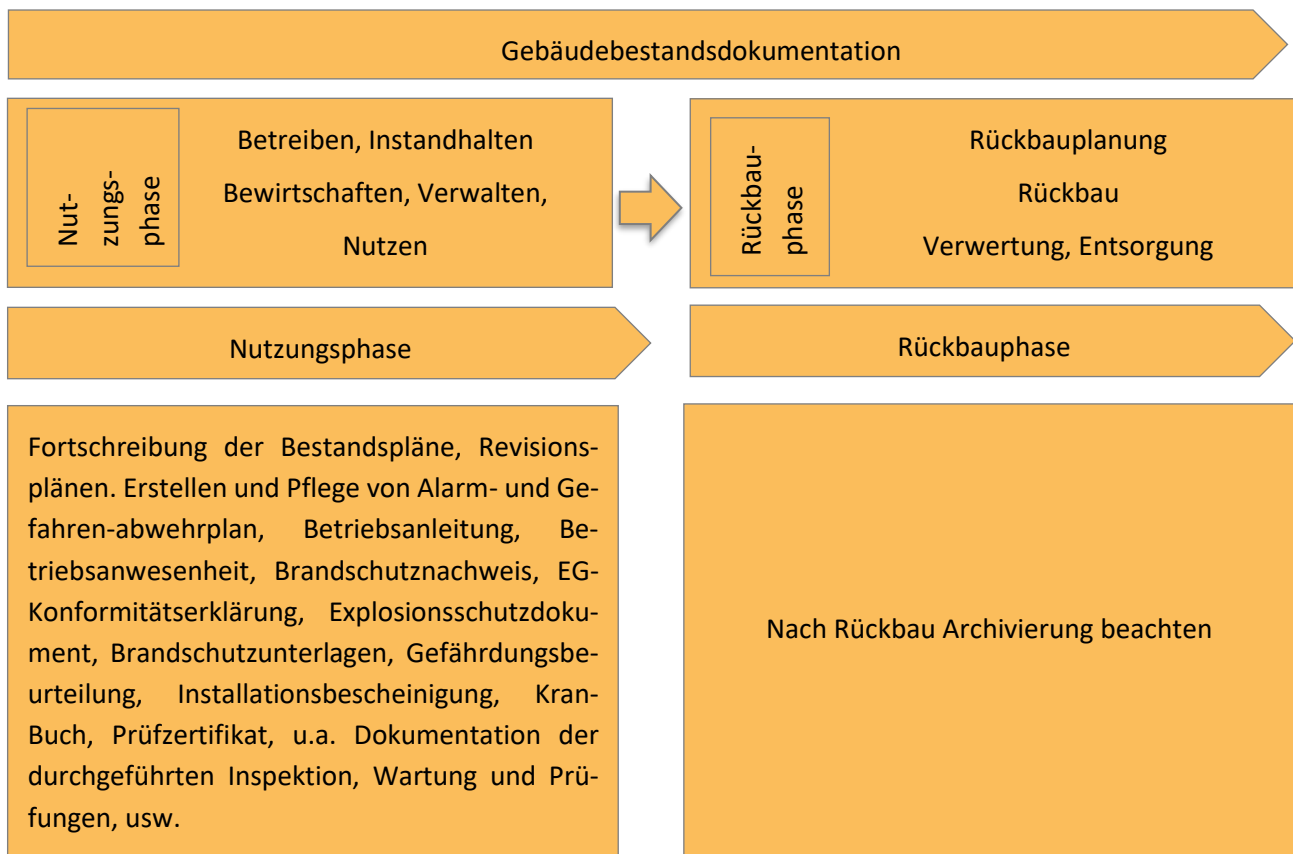 Gebäudebestandsdokumentation
Nut-
zungs-
phase
Betreiben, Instandhalten
Bewirtschaften, Verwalten,
Nutzen
Rückbau-
phase
Rückbauplanung
Rückbau
Verwertung, Entsorgung
Nutzungsphase
Rückbauphase
Fortschreibung der Bestandspläne, Revisions-
plänen. Erstellen und Pflege von Alarm- und Ge-
fahren-abwehrplan, Betriebsanleitung, Be-
triebsanwesenheit, Brandschutznachweis, EG-
Konformitätserklärung, Explosionsschutzdoku-
ment, Brandschutzunterlagen, Gefährdungsbe-
urteilung, Installationsbescheinigung, Kran-
Buch, Prüfzertifikat, u.a. Dokumentation der
durchgeführten Inspektion, Wartung und Prü-
fungen, usw.
Nach Rückbau Archivierung beachten